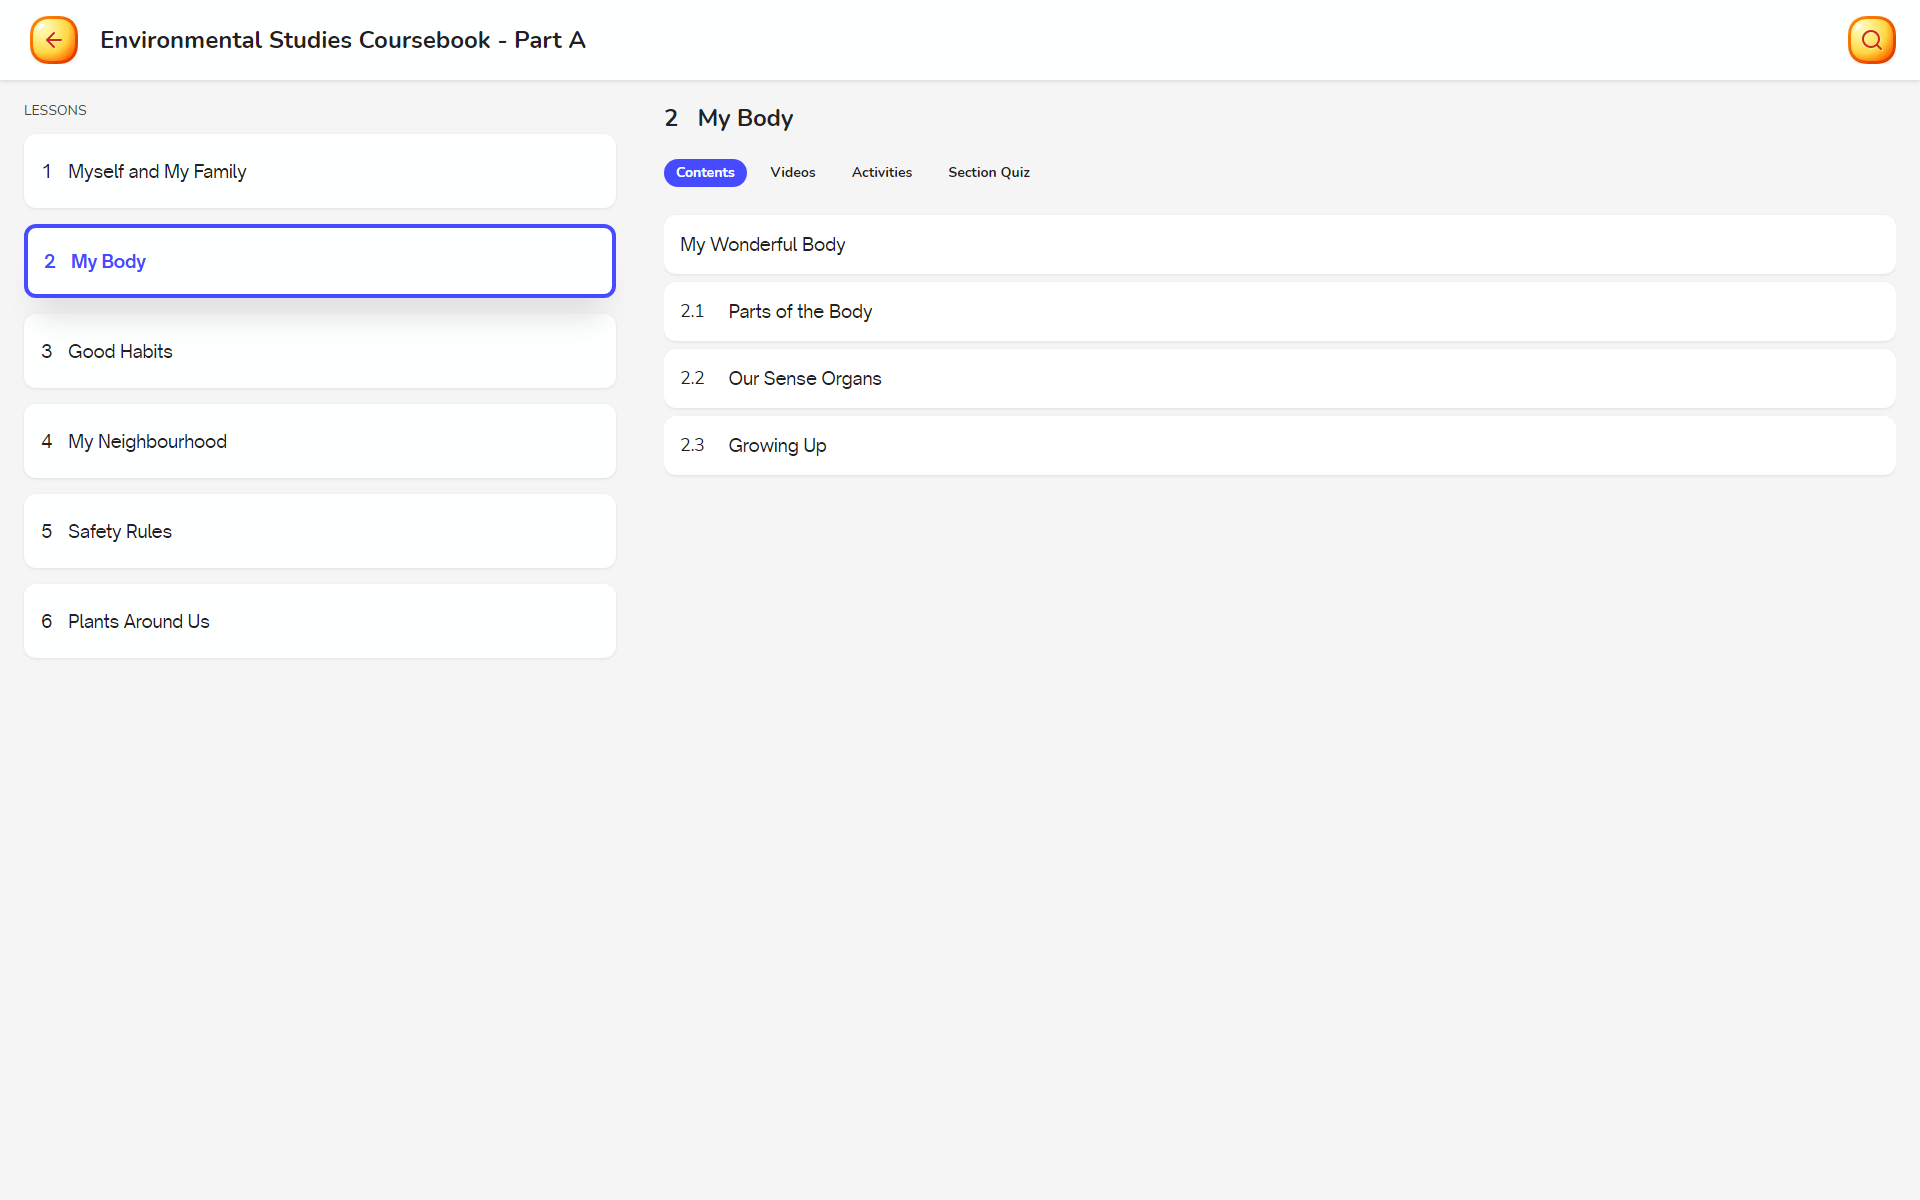 Environmental Studies Coursebook - Part A
LESSONS
1 Myself and My Family
2 My Body
3 Good Habits
4 My Neighbourhood
5 Safety Rules
6 Plants Around Us
2 My Body
Contents Videos Activities Section Quiz
My Wonderful Body
2.1 Parts of the Body
2.2 Our Sense Organs
2.3 Growing Up